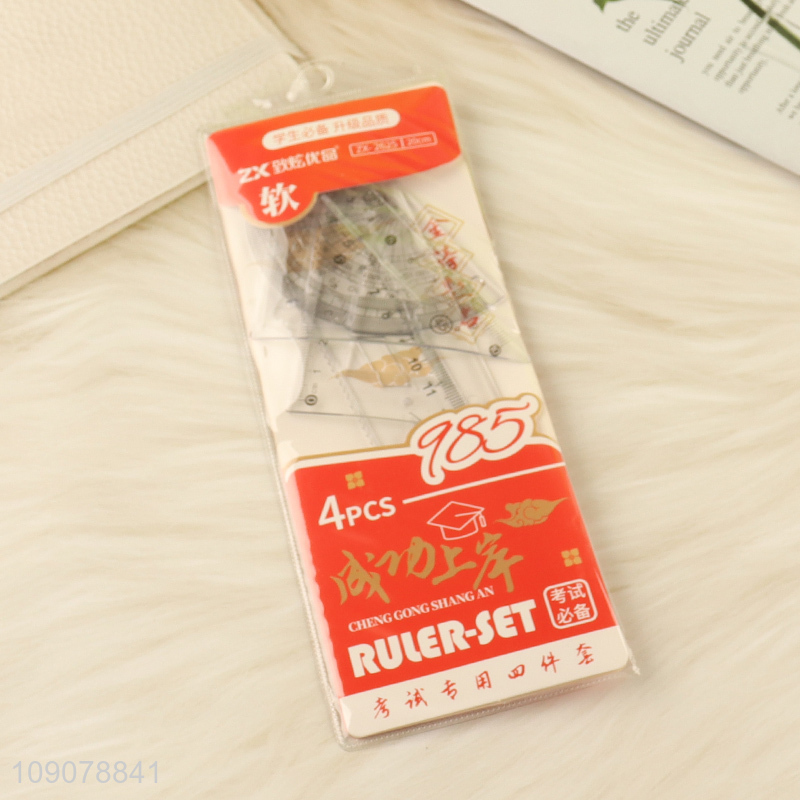 the
ultimate
journal
学生必备 升级品质
ZX 致炫优品
ZX-2625 20cm
软
985
4PCS
成功上岸
CHENG GONG SHANG AN
RULER-SET
考试
必备
考试专用四件套
109078841